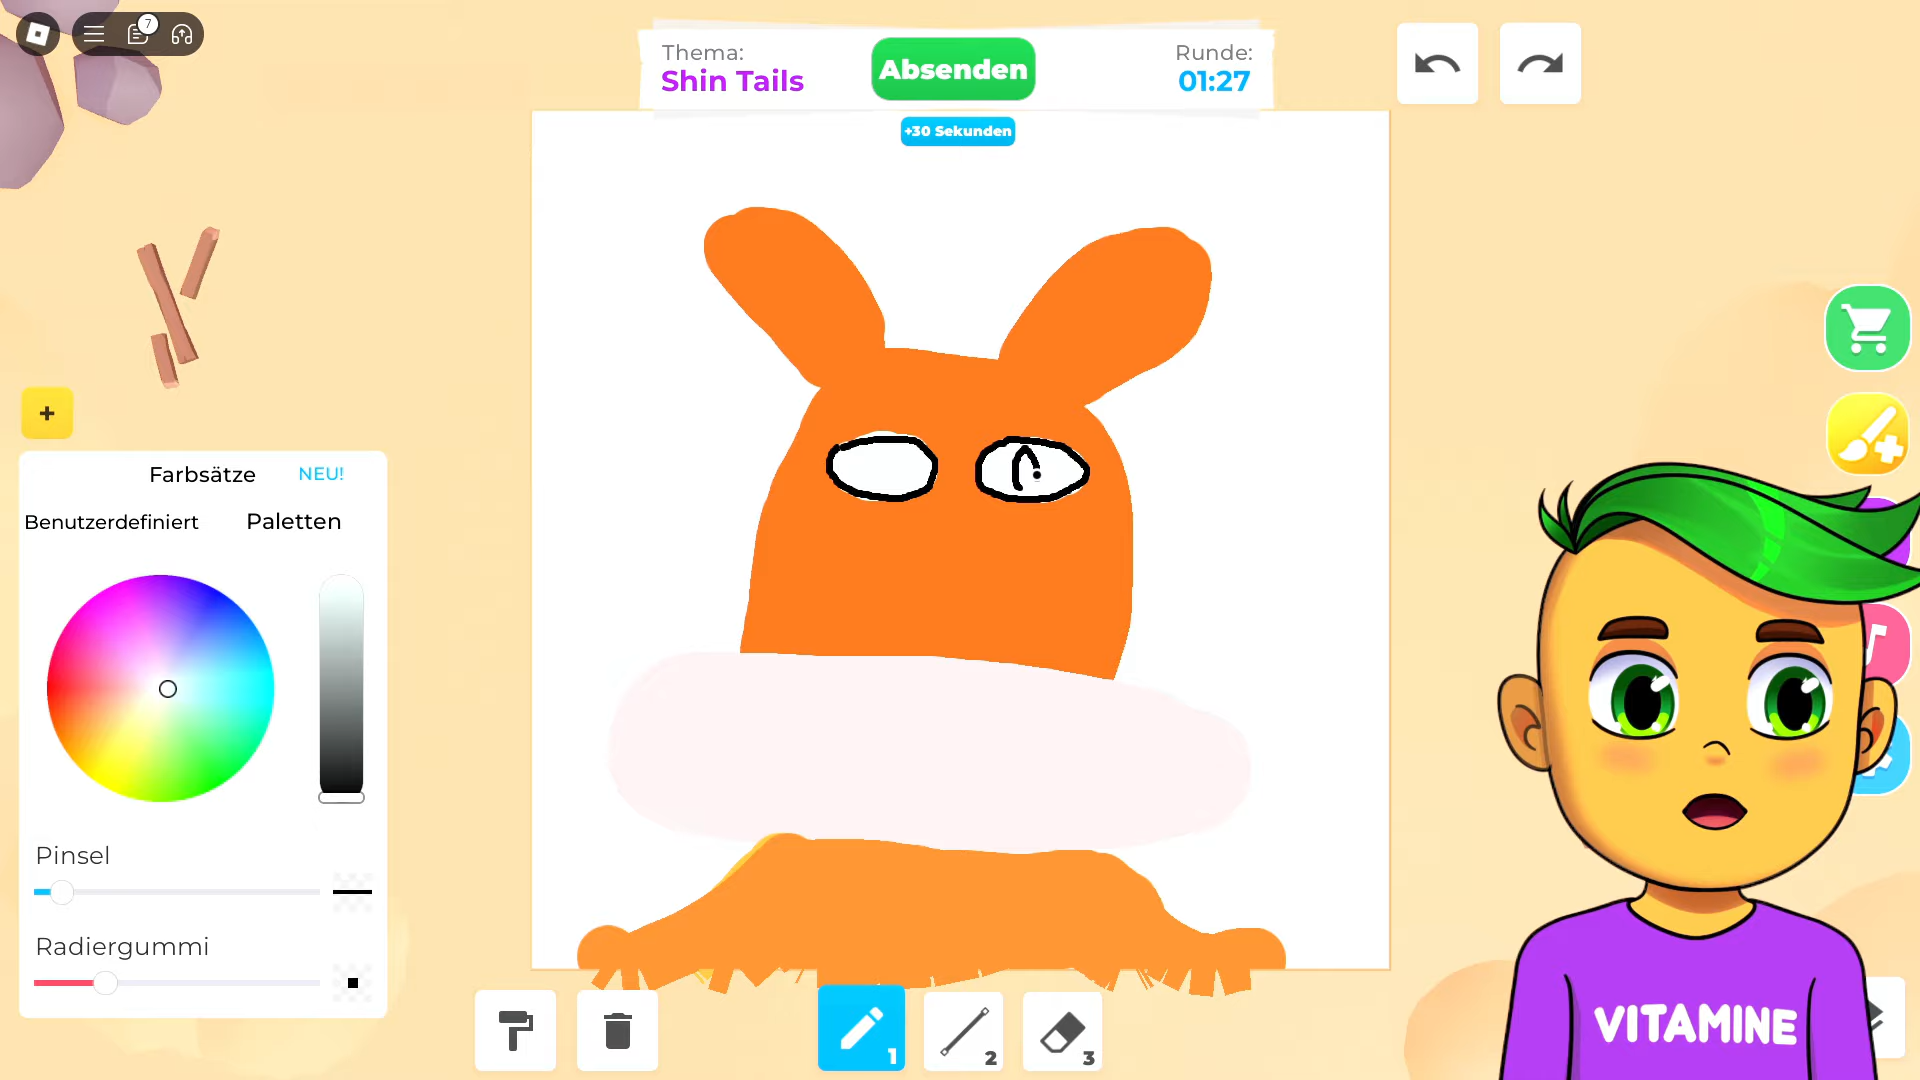 7
Thema:
Shin Tails
Absenden
Runde:
01:27
+30 Sekunden
+
Farbsätze
NEU!
Benutzerdefiniert
Paletten
Pinsel
Radiergummi
1
2
3
VITAMINE